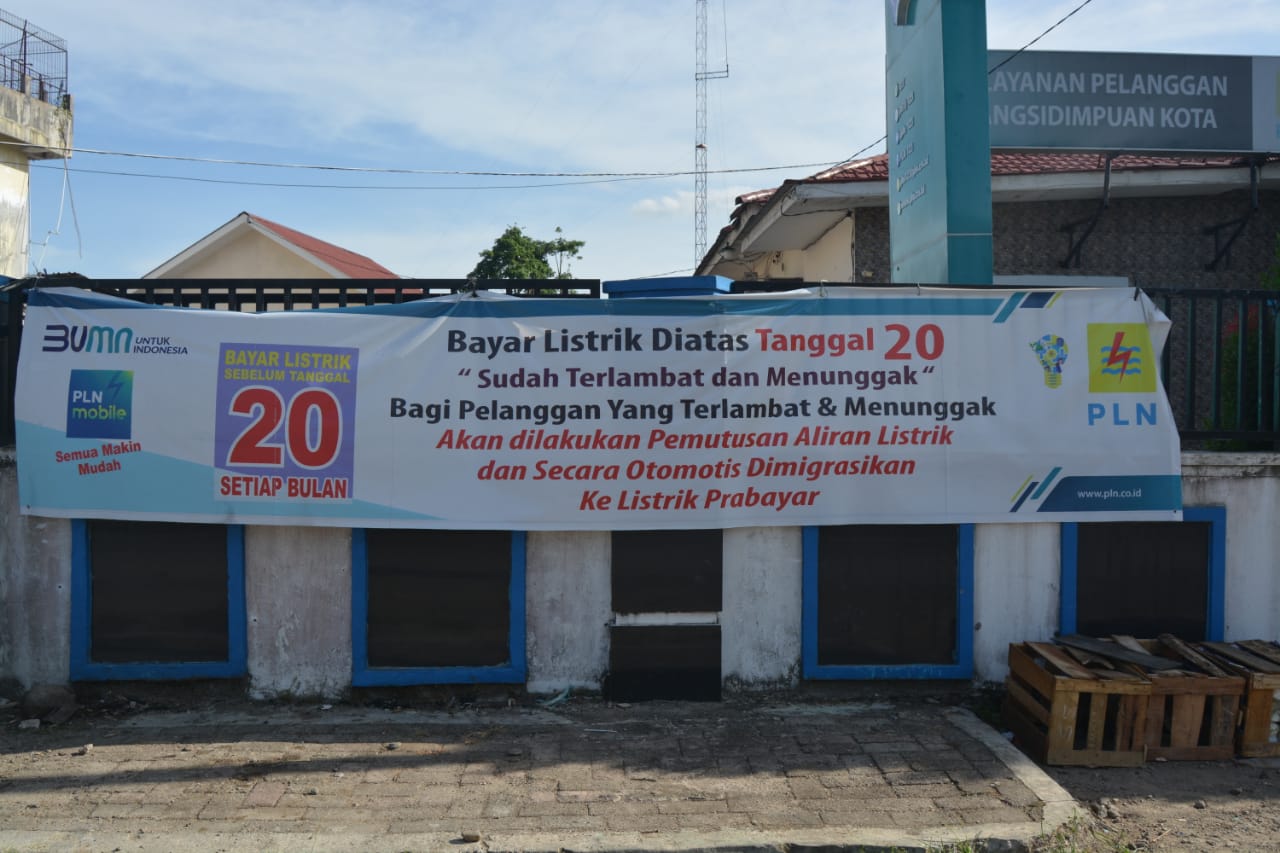 LAYANAN PELANGGAN
ANGSIDIMPUAN KOTA
BUMN UNTUK
INDONESIA
PLN
mobile
Semua Makin
Mudah
BAYAR LISTRIK
SEBELUM TANGGAL
20
SETIAP BULAN
Bayar Listrik Diatas Tanggal 20
“ Sudah Terlambat dan Menunggak “
Bagi Pelanggan Yang Terlambat & Menunggak
Akan dilakukan Pemutusan Aliran Listrik
dan Secara Otomotis Dimigrasikan
Ke Listrik Prabayar
PLN
www.pln.co.id